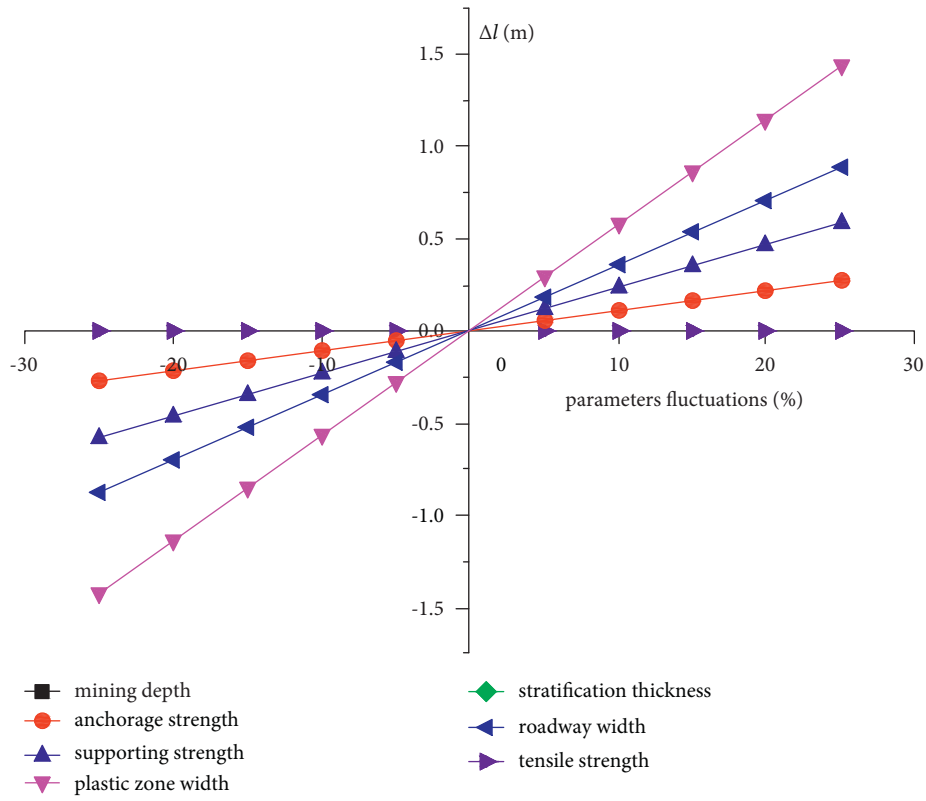 1.5
Δl (m)
1.0
0.5
0.0
-30
-20
-10
0
10
20
30
parameters fluctuations (%)
-0.5
-1.0
-1.5
mining depth
anchorage strength
supporting strength
plastic zone width
stratification thickness
roadway width
tensile strength